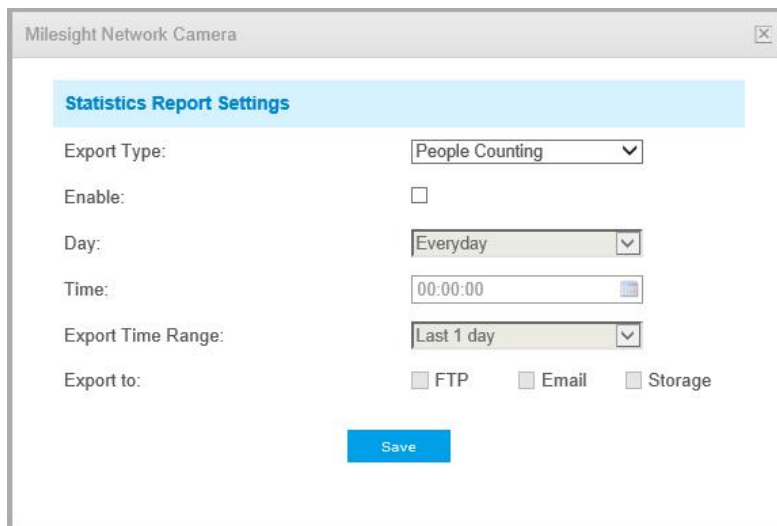 Milesight Network Camera
Statistics Report Settings
Export Type: People Counting
Enable:
Day: Everyday
Time: 00:00:00
Export Time Range: Last 1 day
Export to: FTP Email Storage
Save